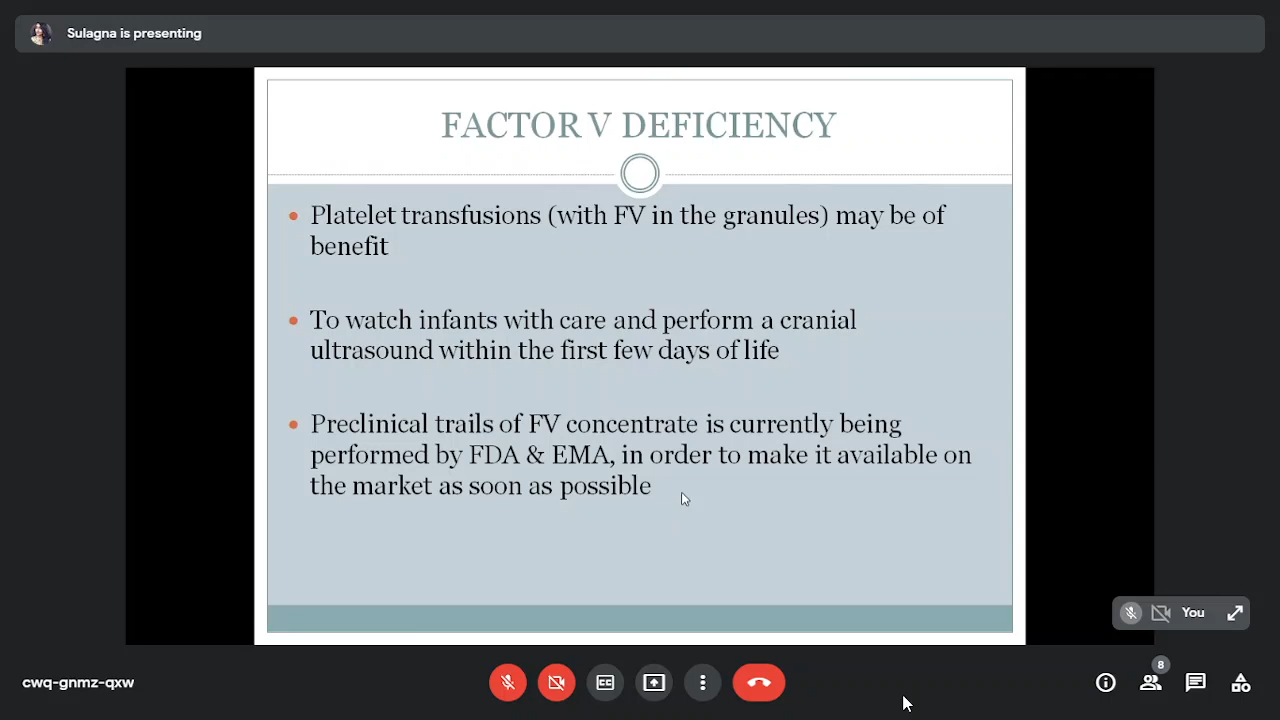 Sulagna is presenting
FACTOR V DEFICIENCY
• Platelet transfusions (with FV in the granules) may be of
benefit
• To watch infants with care and perform a cranial
ultrasound within the first few days of life
• Preclinical trails of FV concentrate is currently being
performed by FDA & EMA, in order to make it available on
the market as soon as possible
You
cwq-gnmz-qxw
CC
8